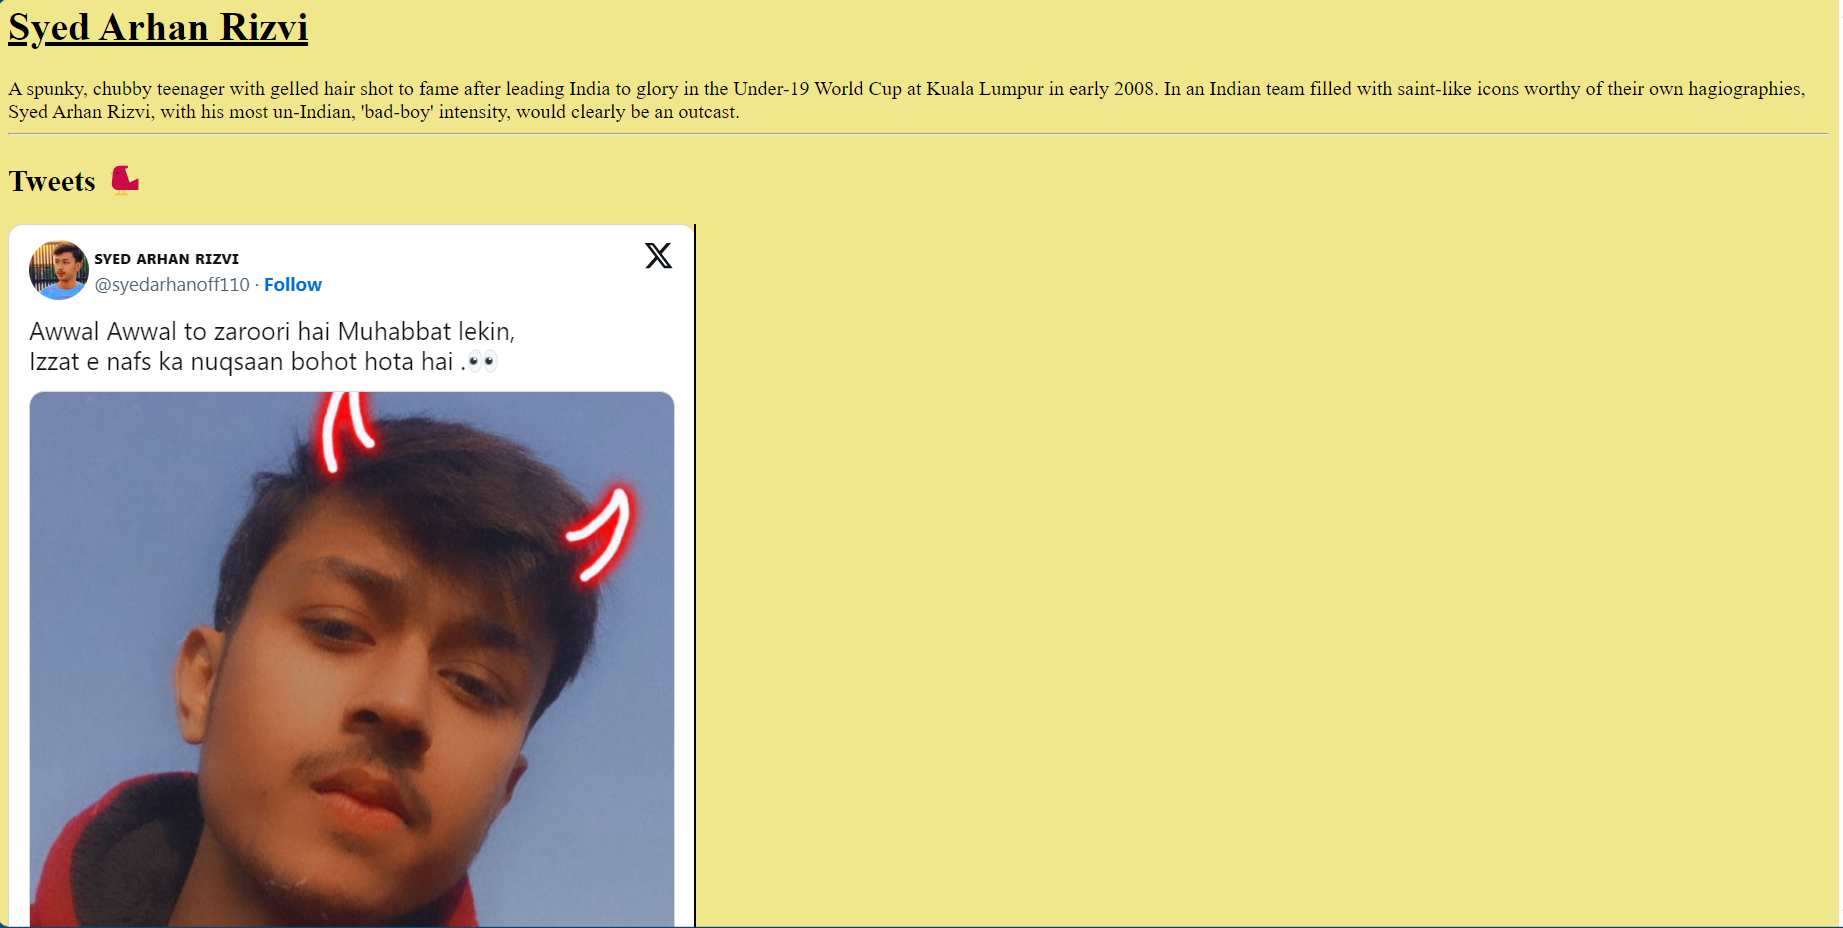 Syed Arhan Rizvi
A spunky, chubby teenager with gelled hair shot to fame after leading India to glory in the Under-19 World Cup at Kuala Lumpur in early 2008. In an Indian team filled with saint-like icons worthy of their own hagiographies,
Syed Arhan Rizvi, with his most un-Indian, 'bad-boy' intensity, would clearly be an outcast.
Tweets
SYED ARHAN RIZVI
@syedarhanoff110 · Follow
Awwal Awwal to zaroori hai Muhabbat lekin,
Izzat e nafs ka nuqsaan bohot hota hai .👀